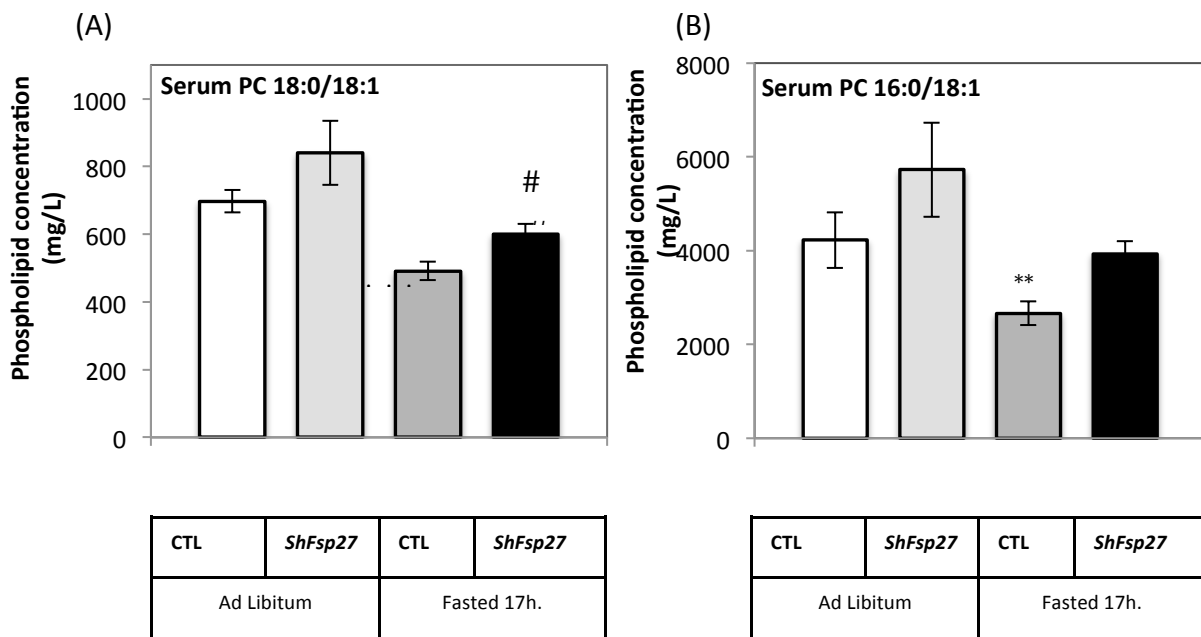 (A)
Serum PC 18:0/18:1
Phospholipid concentration
(mg/L)
1000
800
600
400
200
0
#
CTL ShFsp27 CTL ShFsp27
Ad Libitum Fasted 17h.
(B)
Serum PC 16:0/18:1
Phospholipid concentration
(mg/L)
8000
6000
4000
2000
0
**
CTL ShFsp27 CTL ShFsp27
Ad Libitum Fasted 17h.